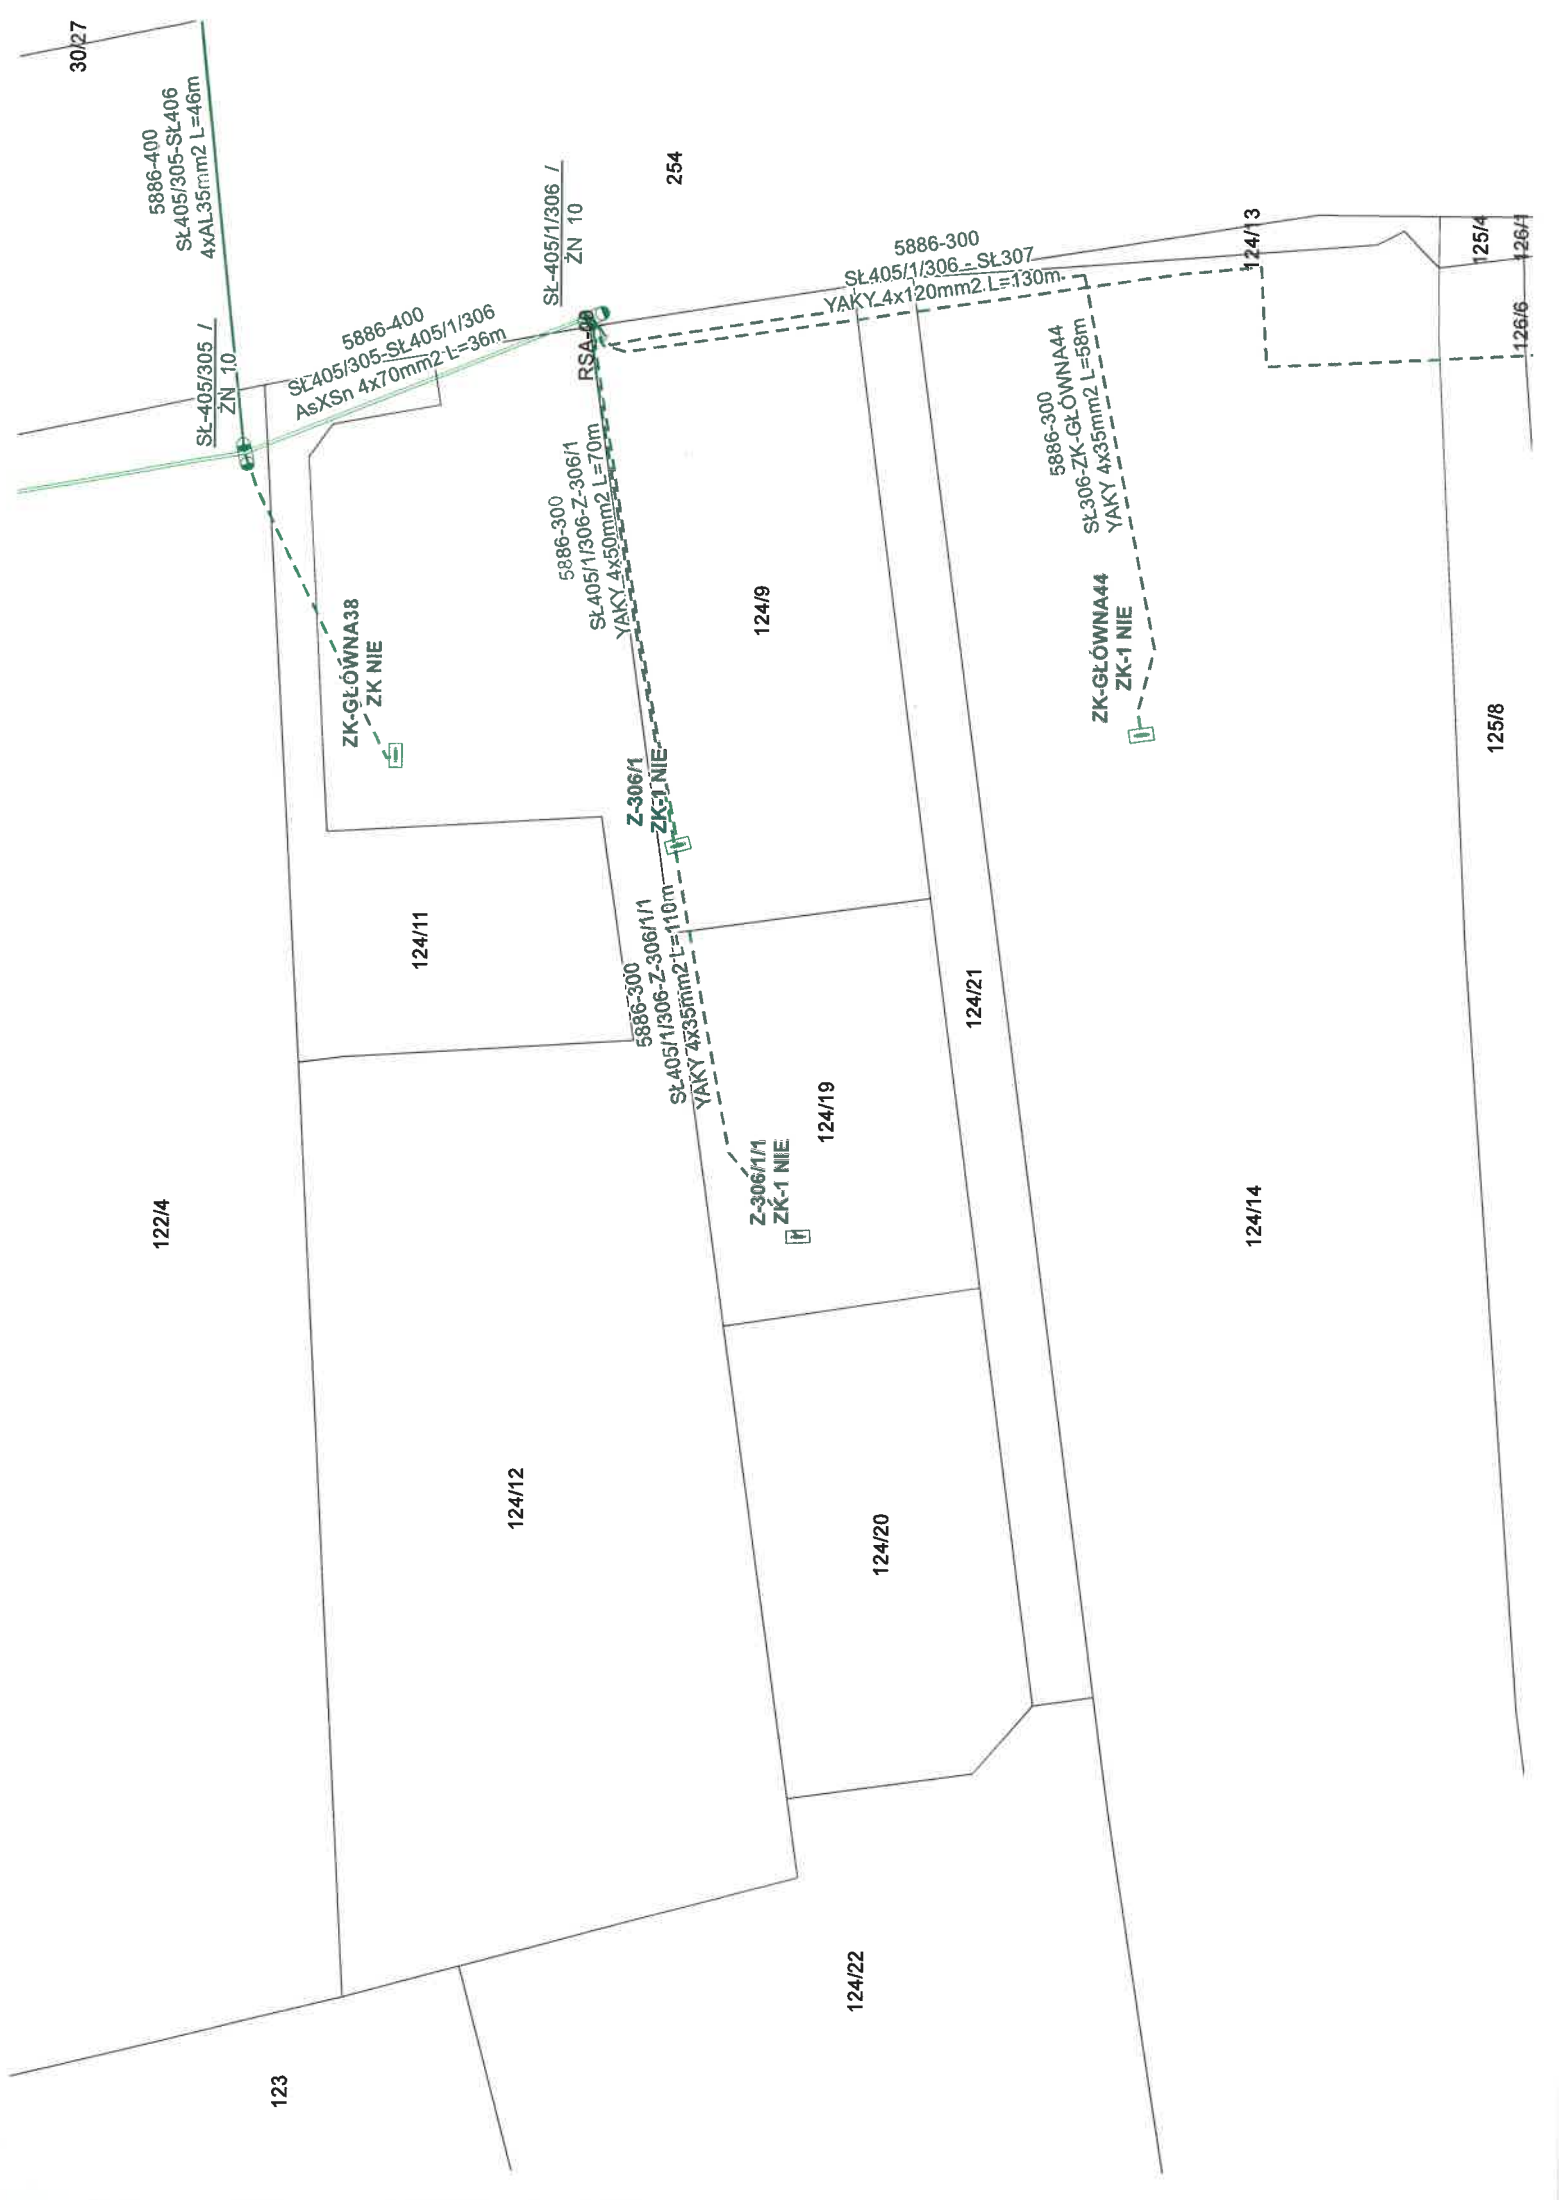 30/27
5886-400
SŁ405/305-SŁ406
4xAL35mm2 L=46m
SŁ-405/305 /
ŻN 10
5886-400
SŁ405/305-SŁ405/1/306
AsXSn 4x70mm2 L=36m
SŁ-405/1/306 /
ŻN 10
254
RSA-00
5886-300
SŁ405/1/306 - SŁ307
YAKY 4x120mm2 L=130m
124/13
125/4
126/1
126/6
5886-300
SŁ405/1/306-Z-306/1
YAKY 4x50mm2 L=70m
5886-300
SŁ306-ZK-GŁÓWNA44
YAKY 4x35mm2 L=58m
ZK-GŁÓWNA38
ZK NIE
124/9
ZK-GŁÓWNA44
ZK-1 NIE
Z-306/1
ZK-1 NIE
125/8
124/11
5886-300
SŁ405/1/306-Z-306/1/1
YAKY 4x35mm2 L=110m
124/21
124/19
Z-306/1/1
ZK-1 NIE
122/4
124/14
124/12
124/20
124/22
123